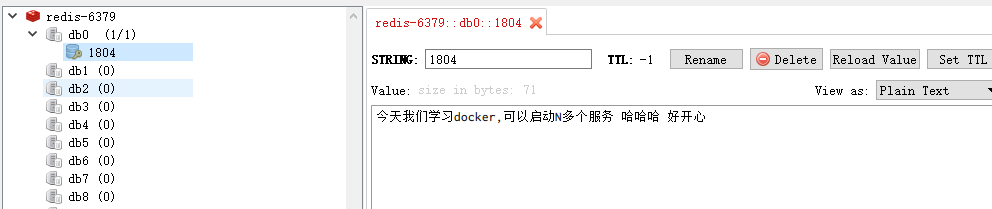 redis-6379
db0 (1/1)
1804
db1 (0)
db2 (0)
db3 (0)
db4 (0)
db5 (0)
db6 (0)
db7 (0)
db8 (0)
redis-6379::db0::1804
STRING: 1804 TTL: -1 Rename Delete Reload Value Set TTL
Value: size in bytes: 71 View as: Plain Text
今天我们学习docker,可以启动N多个服务 哈哈哈 好开心